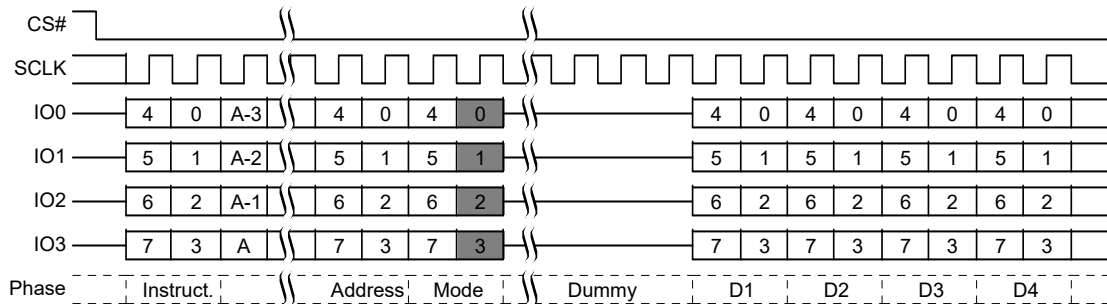 CS#
SCLK
IO0 4 0 A-3 4 0 4 0 4 0 4 0 4 0 4 0
IO1 5 1 A-2 5 1 5 1 5 1 5 1 5 1 5 1
IO2 6 2 A-1 6 2 6 2 6 2 6 2 6 2 6 2
IO3 7 3 A 7 3 7 3 7 3 7 3 7 3 7 3
Phase Instruct. Address Mode Dummy D1 D2 D3 D4